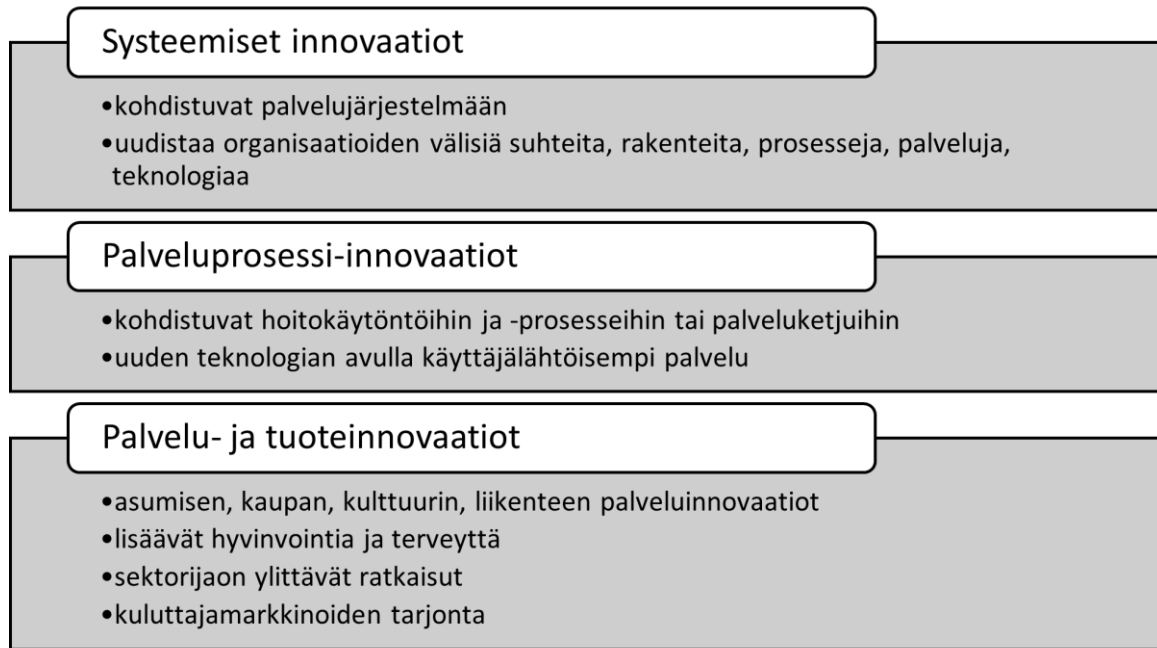 Systeemiset innovaatiot
•kohdistuvat palvelujärjestelmään
•uudistaa organisaatioiden välisiä suhteita, rakenteita, prosesseja, palveluja,
teknologiaa
Palveluprosessi-innovaatiot
•kohdistuvat hoitokäytöntöihin ja -prosesseihin tai palveluketjuihin
•uuden teknologian avulla käyttäjälähtöisempi palvelu
Palvelu- ja tuoteinnovaatiot
•asumisen, kaupan, kulttuurin, liikenteen palveluinnovaatiot
•lisäävät hyvinvointia ja terveyttä
•sektorijaon ylittävät ratkaisut
•kuluttajamarkkinoiden tarjonta